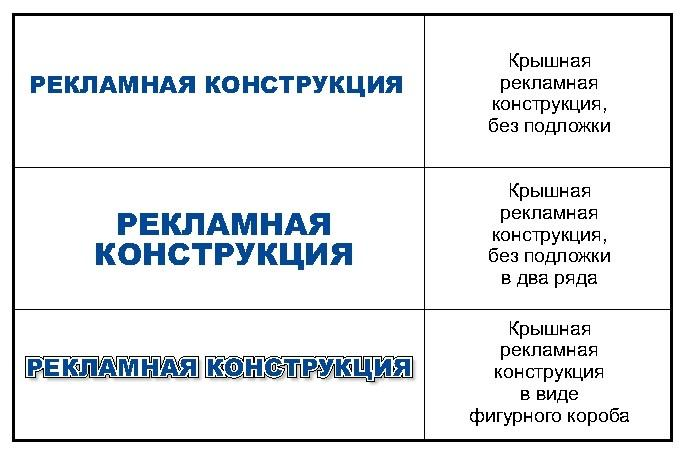 РЕКЛАМНАЯ КОНСТРУКЦИЯ
Крышная
рекламная
конструкция,
без подложки
РЕКЛАМНАЯ
КОНСТРУКЦИЯ
Крышная
рекламная
конструкция,
без подложки
в два ряда
РЕКЛАМНАЯ КОНСТРУКЦИЯ
Крышная
рекламная
конструкция
в виде
фигурного короба